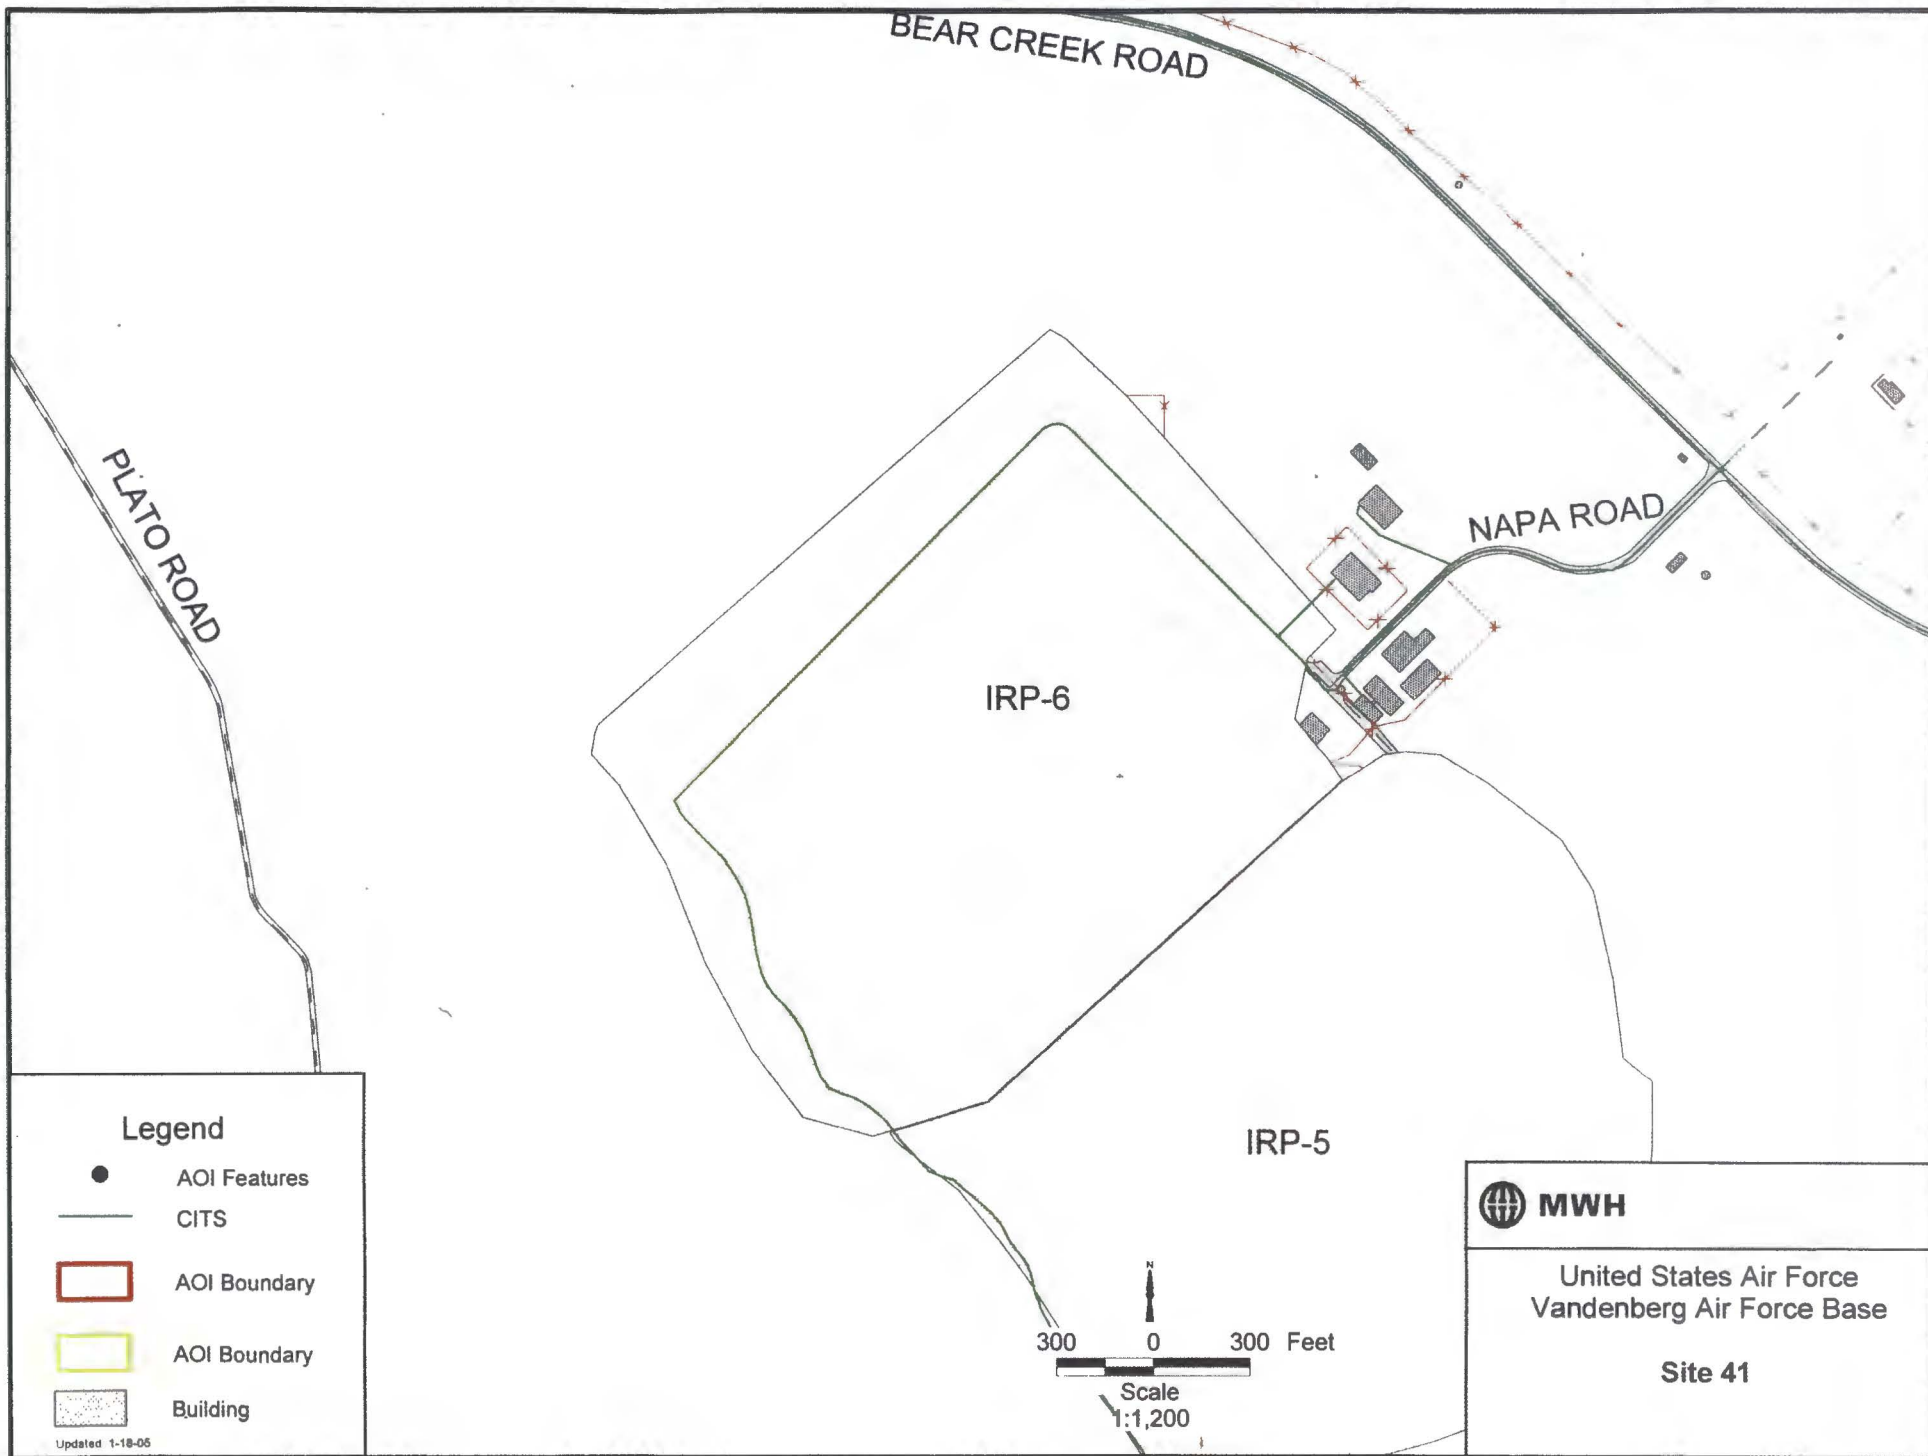 BEAR CREEK ROAD
PLATO ROAD
NAPA ROAD
IRP-6
IRP-5
Legend
AOI Features
CITS
AOI Boundary
AOI Boundary
Building
Updated 1-18-05
N
300 0 300 Feet
Scale
1:1,200
MWH
United States Air Force
Vandenberg Air Force Base
Site 41